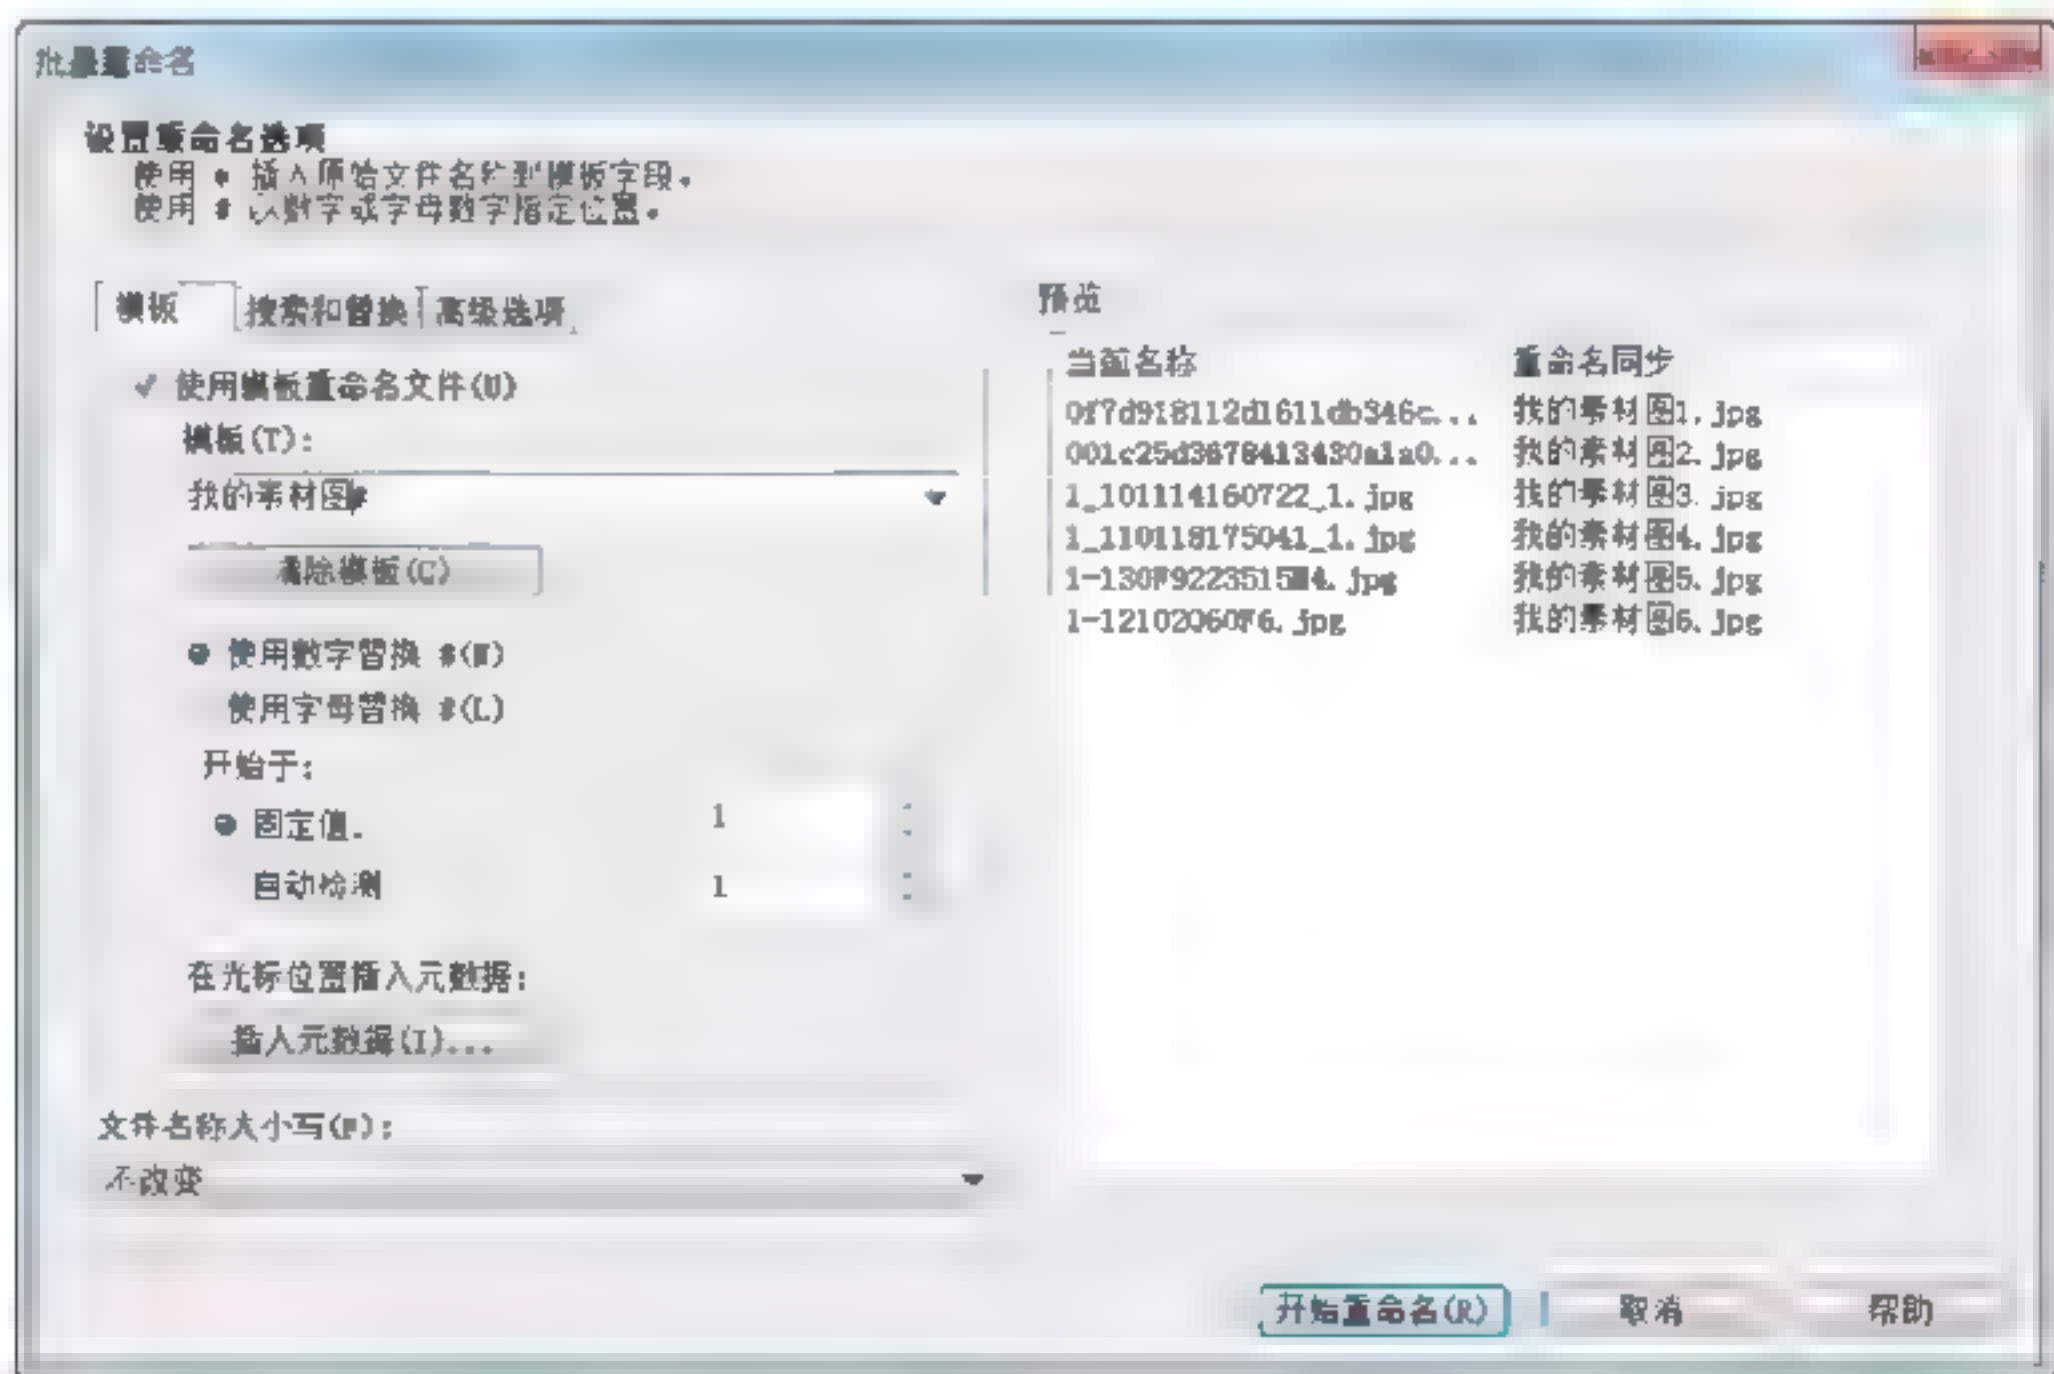 批量重命名
设置重命名选项
使用 * 插入原始文件名称到模板字段。
使用 # 以数字或字母数字指定位置。
模板 搜索和替换 高级选项
使用模板重命名文件(U)
模板(T):
我的素材图#
清除模板(C)
使用数字替换 #(N)
使用字母替换 #(L)
开始于:
固定值. 1
自动检测 1
在光标位置插入元数据:
插入元数据(I)...
文件名称大小写(F):
不改变
预览
当前名称 重命名同步
0f7d918112d1611db346c... 我的素材图1.jpg
001c25d3678413430a1a0... 我的素材图2.jpg
1_101114160722_1.jpg 我的素材图3.jpg
1_110118175041_1.jpg 我的素材图4.jpg
我的素材图5.jpg
1-1210206076.jpg 我的素材图6.jpg
开始重命名(R) 取消 帮助